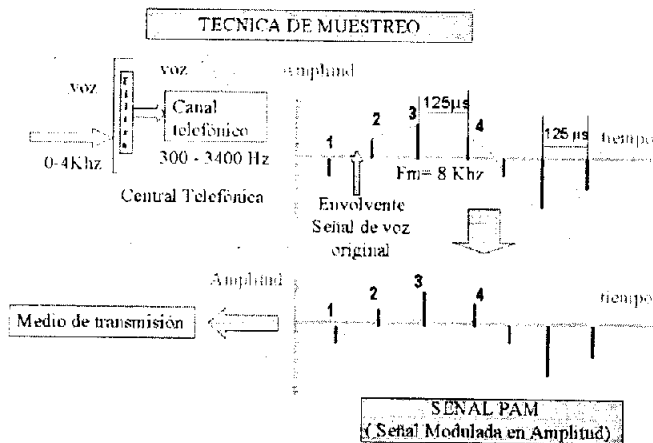 TECNICA DE MUESTREO
voz
voz
Canal
telefónico
0-4Khz
300 - 3400 Hz
Central Telefónica
Amplitud
125µs
125 µs
tiempo
1
2
3
4
Fm= 8 Khz
Envolvente
Señal de voz
original
Amplitud
tiempo
1
2
3
4
Medio de transmisión
SEÑAL PAM
( Señal Modulada en Amplitud)